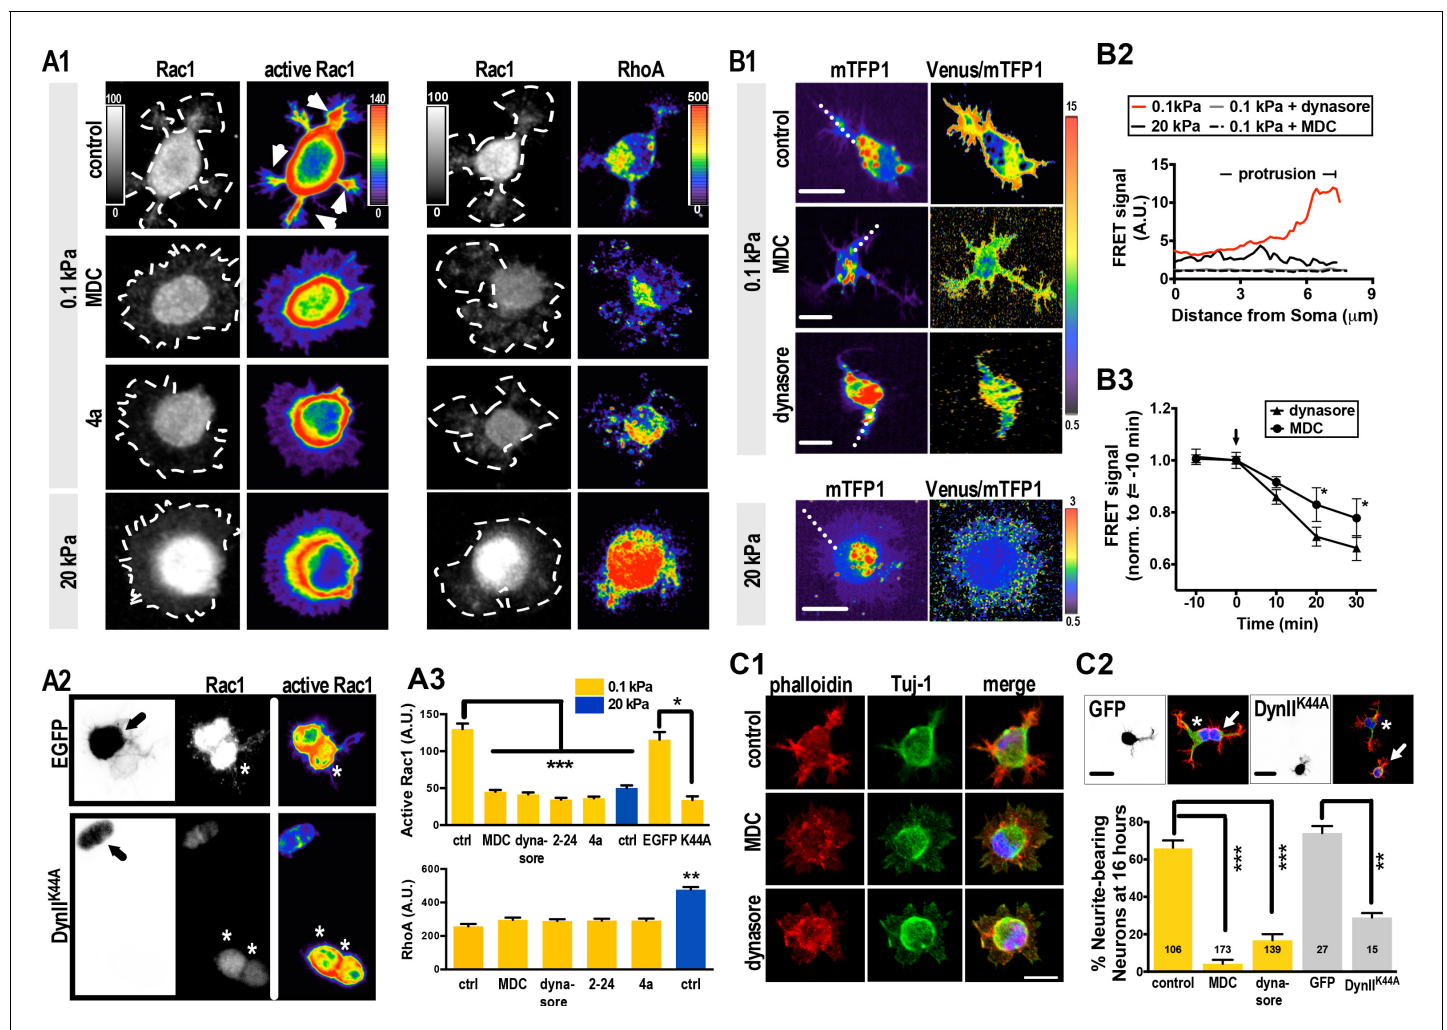 A1
Rac1
active Rac1
Rac1
RhoA
0.1 kPa
control
MDC
4a
20 kPa
100
0
140
0
100
0
500
0
B1
mTFP1
Venus/mTFP1
0.1 kPa
control
MDC
dynasore
15
0.5
mTFP1
Venus/mTFP1
20 kPa
3
0.5
B2
0.1kPa
0.1 kPa + dynasore
20 kPa
0.1 kPa + MDC
protrusion
FRET signal
(A.U.)
15
10
5
0
0 3 6 9
Distance from Soma (μm)
B3
dynasore
MDC
FRET signal
(norm. to t= -10 min)
1.2
1.0
0.8
0.6
*
*
-10 0 10 20 30
Time (min)
A2
Rac1
active Rac1
EGFP
* *
DynII^K44A
* * * *
A3
0.1 kPa
20 kPa
Active Rac1 (A.U.)
150
100
50
0
***
*
ctrl MDC dyna- 2-24 4a ctrl EGFP K44A
sore
RhoA (A.U.)
600
400
200
0
**
ctrl MDC dyna- 2-24 4a ctrl
sore
C1
phalloidin
Tuj-1
merge
control
MDC
dynasore
C2
GFP
*
DynII^K44A
*
% Neurite-bearing
Neurons at 16 hours
80
60
40
20
0
***
***
**
106 173 139 27 15
control MDC dyna- GFP DynII^K44A
sore